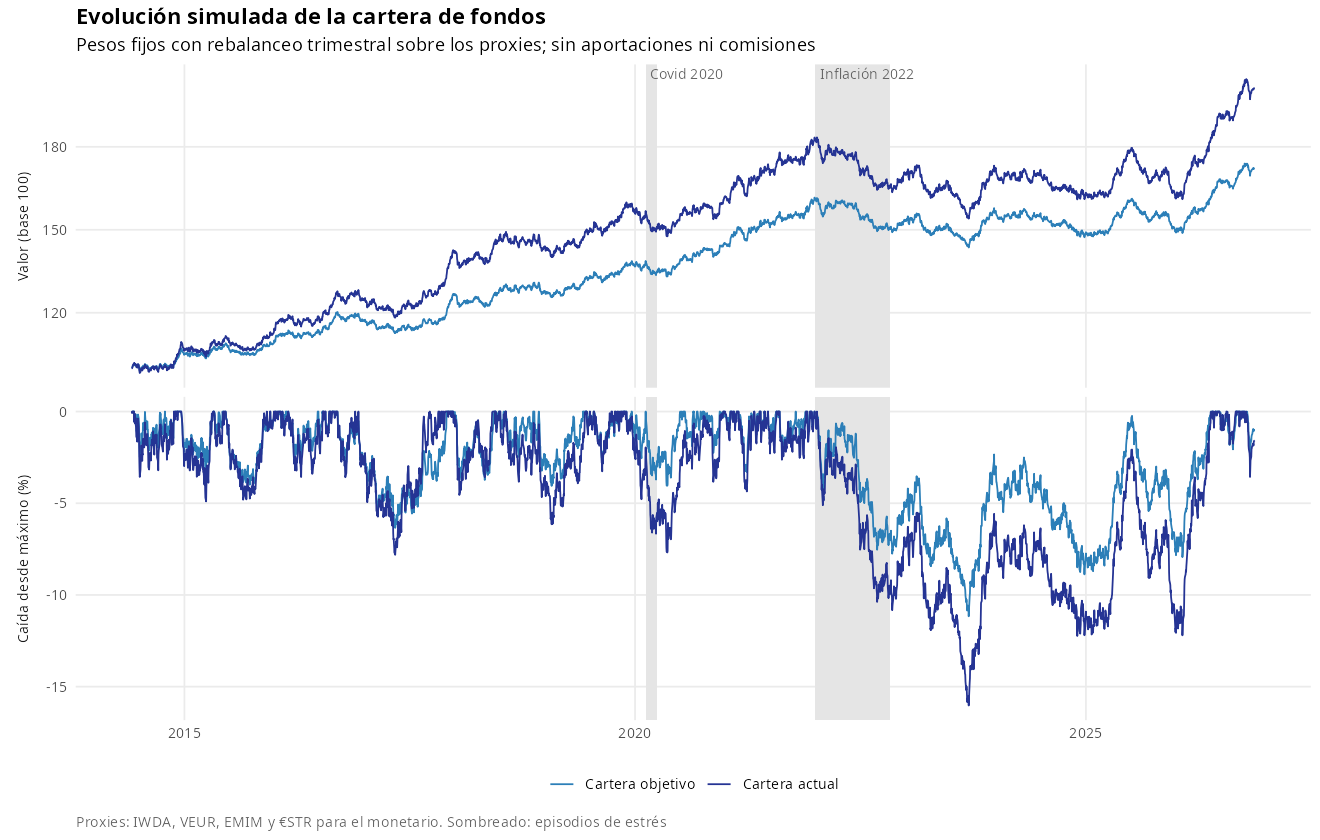 Evolución simulada de la cartera de fondos
Pesos fijos con rebalanceo trimestral sobre los proxies; sin aportaciones ni comisiones
Covid 2020
Inflación 2022
Valor (base 100)
180
150
120
Caída desde máximo (%)
0
-5
-10
-15
2015
2020
2025
Cartera objetivo
Cartera actual
Proxies: IWDA, VEUR, EMIM y €STR para el monetario. Sombreado: episodios de estrés